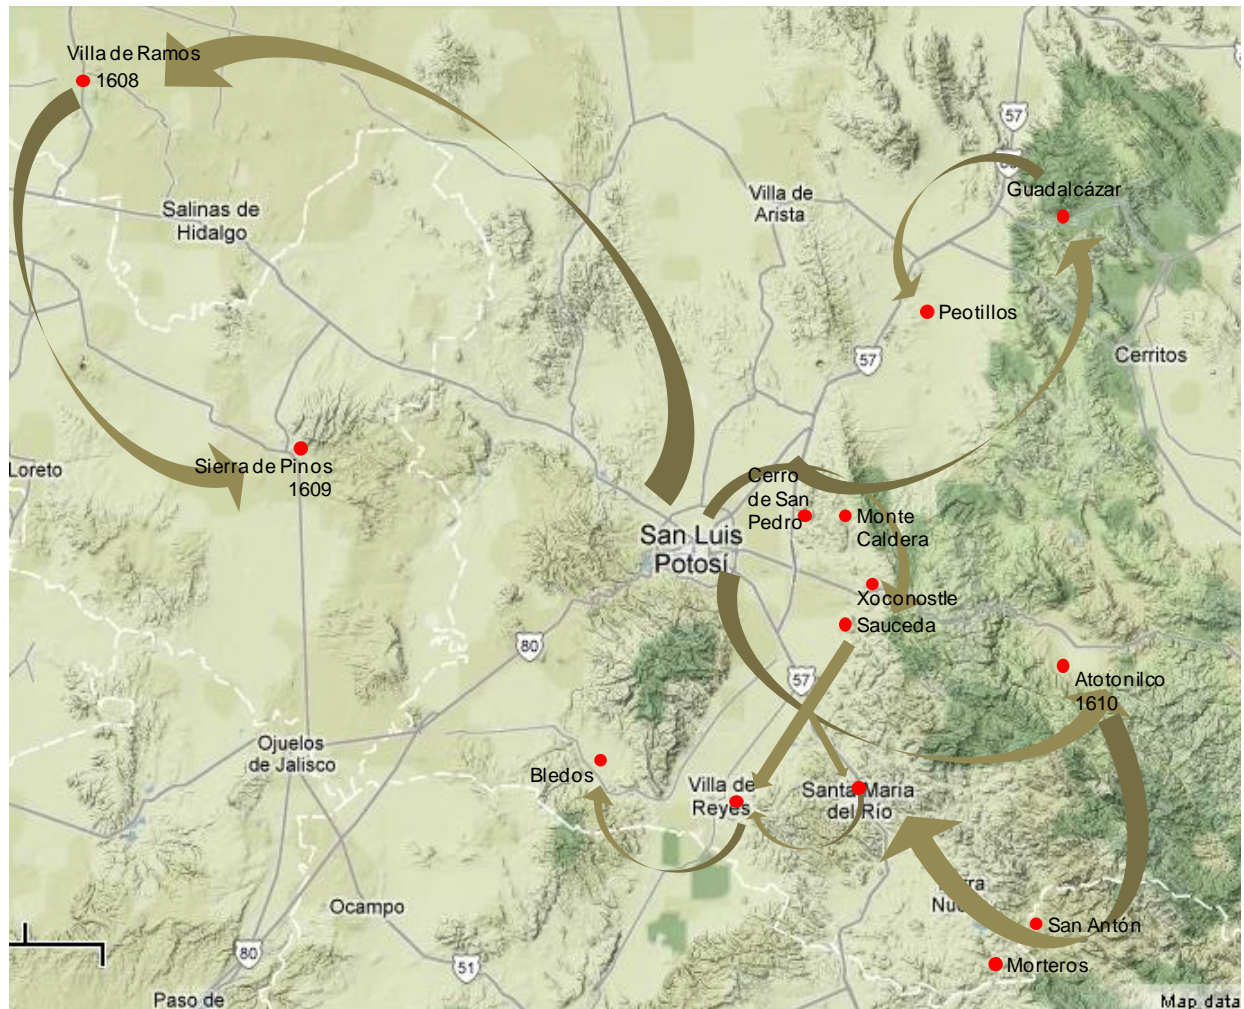 Villa de Ramos
1608
57
Guadalcázar
Villa de
Arista
Salinas de
Hidalgo
Peotillos
57
Cerritos
Loreto
Sierra de Pinos
1609
Cerro
de San
Pedro
Monte
Caldera
San Luis
Potosí
Xoconostle
Sauceda
80
57
Atotonilco
1610
Ojuelos
de Jalisco
Bledos
Villa de
Reyes
Santa María
del Río
Ocampo
San Antón
80
51
Morteros
Paso de
Map data